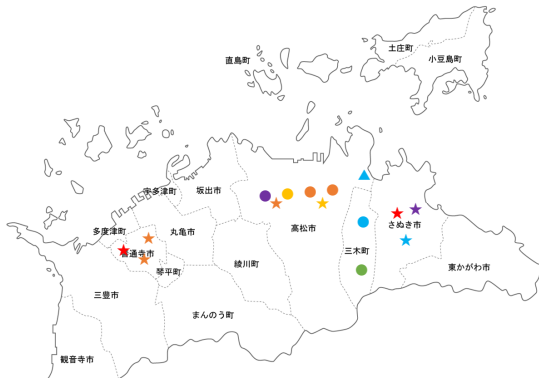 土庄町
小豆島町
直島町
宇多津町
坂出市
多度津町
丸亀市
高松市
さぬき市
善通寺市
三木町
綾川町
琴平町
東かがわ市
三豊市
まんのう町
観音寺市